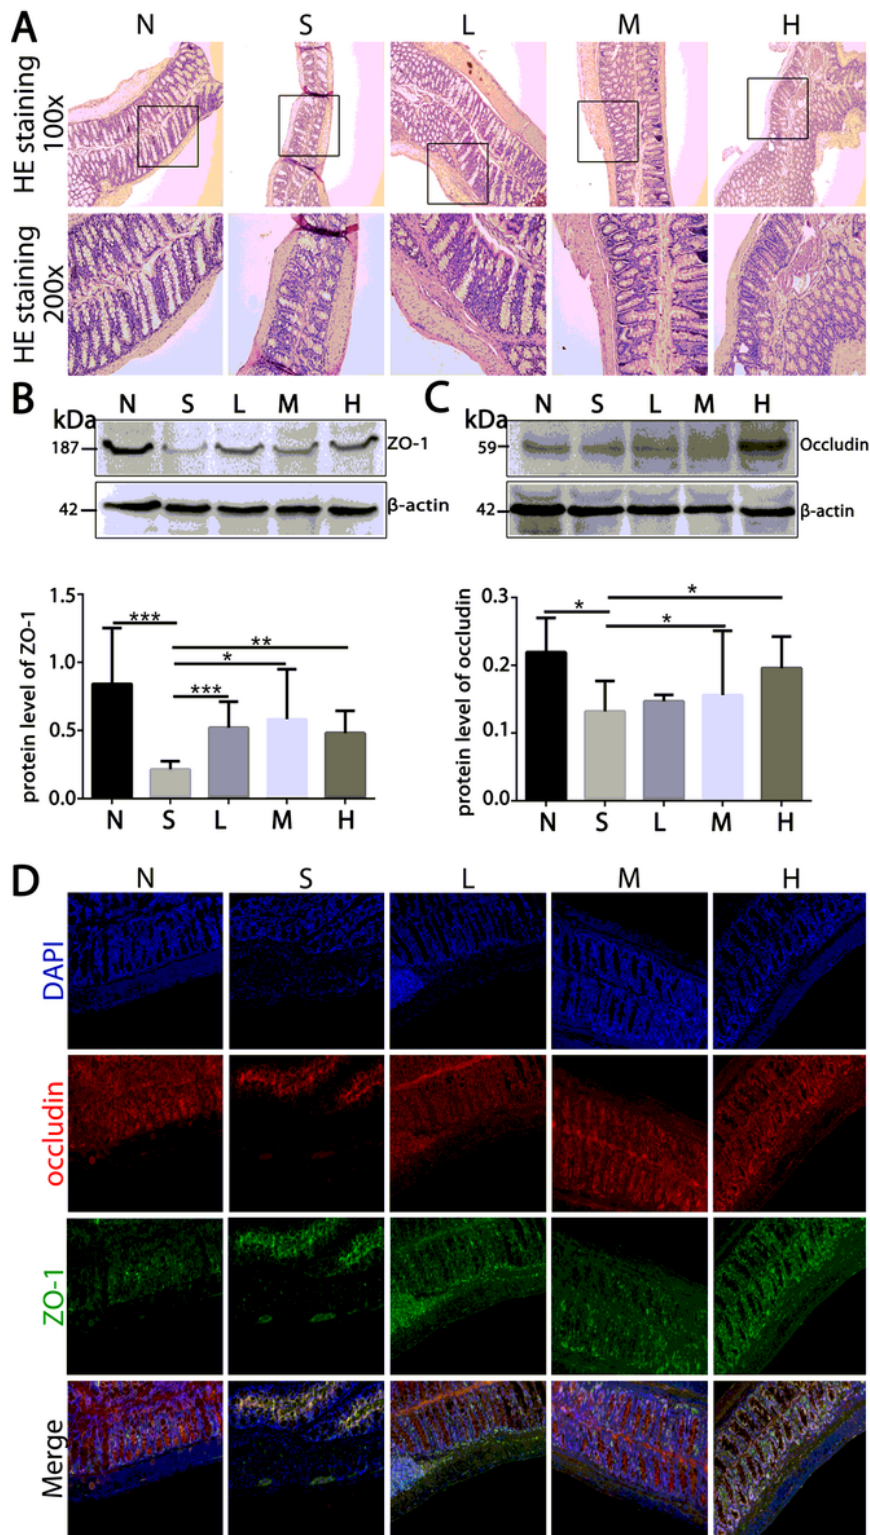 A
N S L M H
HE staining
100x
HE staining
200x
B
kDa
N S L M H
187
ZO-1
42
β-actin
protein level of ZO-1
1.5
1.0
0.5
0.0
***
**
*
***
N S L M H
C
kDa
N S L M H
59
Occludin
42
β-actin
protein level of occludin
0.3
0.2
0.1
0.0
*
*
*
N S L M H
D
N S L M H
DAPI
occludin
ZO-1
Merge